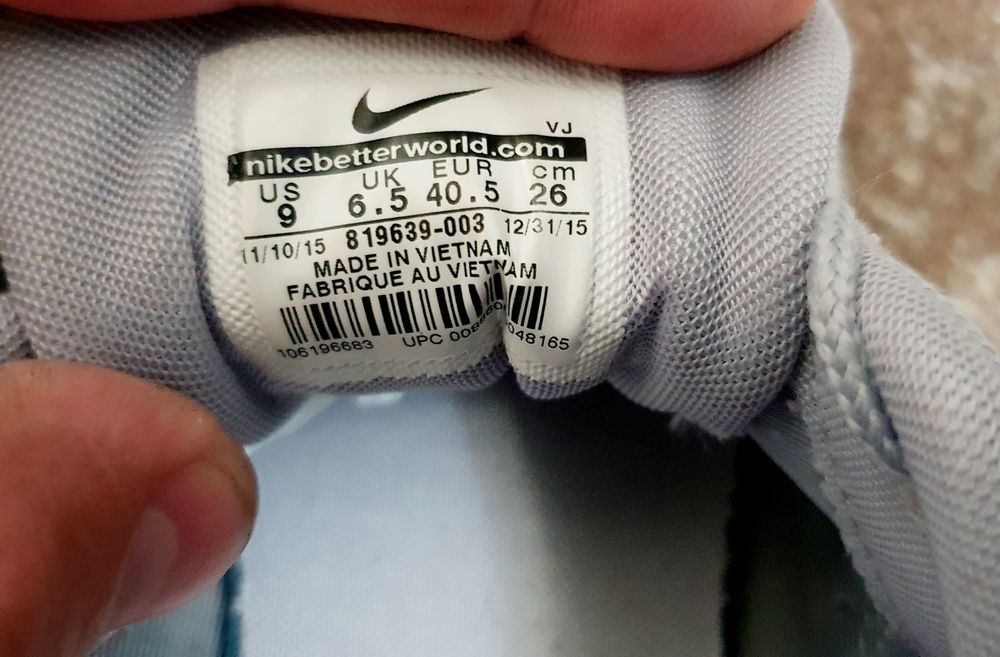 VJ
nikebetterworld.com
US UK EUR cm
9 6.5 40.5 26
11/10/15 819639-003 12/31/15
MADE IN VIETNAM
FABRIQUE AU VIETNAM
106196683 UPC